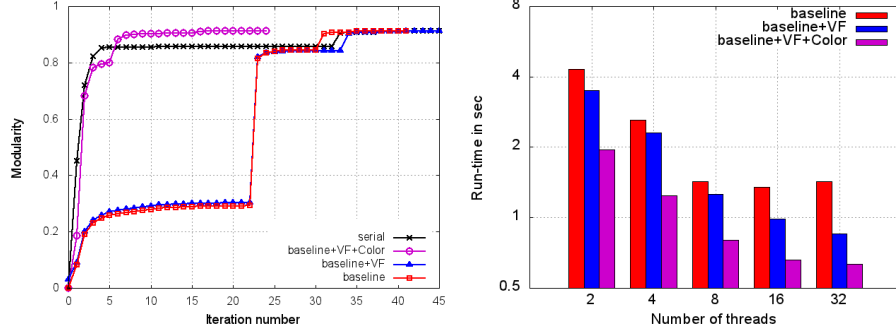 1
0.8
0.6
0.4
0.2
0
Modularity
0 5 10 15 20 25 30 35 40 45
Iteration number
serial
baseline+VF+Color
baseline+VF
baseline
8
4
2
1
0.5
Run-time in sec
2 4 8 16 32
Number of threads
baseline
baseline+VF
baseline+VF+Color